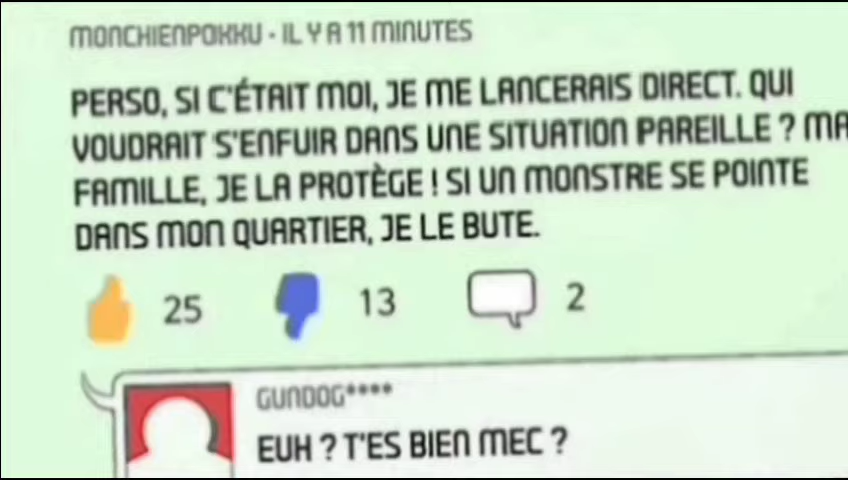 MONCHIENPOKKU - IL Y A 11 MINUTES
PERSO, SI C'ÉTAIT MOI, JE ME LANCERAIS DIRECT. QUI
VOUDRAIT S'ENFUIR DANS UNE SITUATION PAREILLE ? MA
FAMILLE, JE LA PROTÈGE ! SI UN MONSTRE SE POINTE
DANS MON QUARTIER, JE LE BUTE.
25 13 2
GUNDOG****
EUH ? T'ES BIEN MEC ?